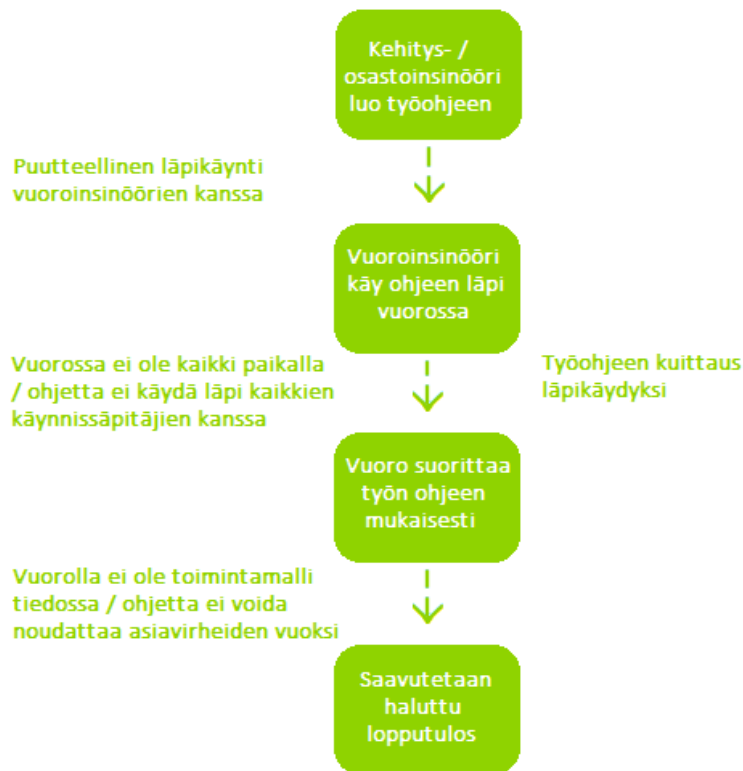 Kehitys- /
osastoinsinööri
luo työohjeen
Puutteellinen läpikäynti
vuoroinsinöörien kanssa
Vuoroinsinööri
käy ohjeen läpi
vuorossa
Vuorossa ei ole kaikki paikalla
/ ohjetta ei käydä läpi kaikkien
käynnissäpitäjien kanssa
Työohjeen kuittaus
läpikäydyksi
Vuoro suorittaa
työn ohjeen
mukaisesti
Vuorolla ei ole toimintamalli
tiedossa / ohjetta ei voida
noudattaa asiavirheiden vuoksi
Saavutetaan
haluttu
lopputulos